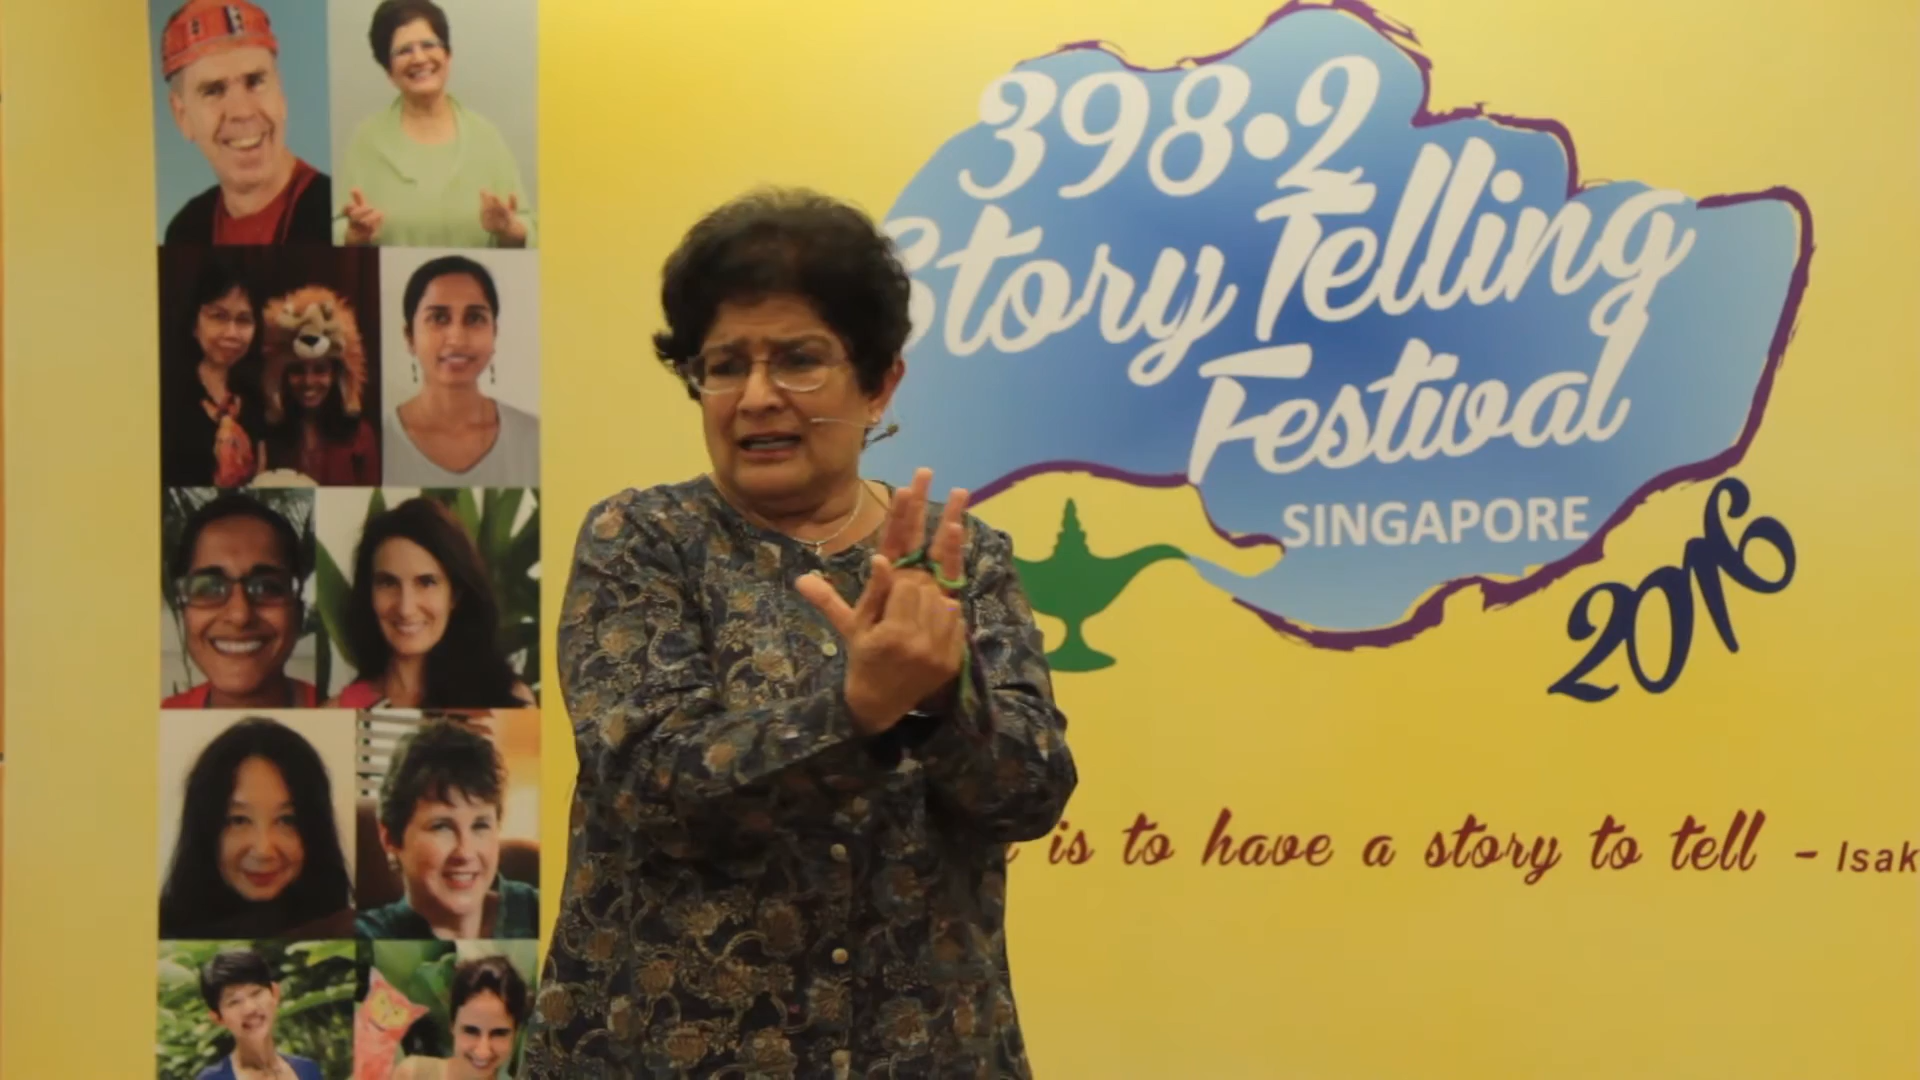 398.2
Story Telling
Festival
SINGAPORE
2016
is to have a story to tell - Isak